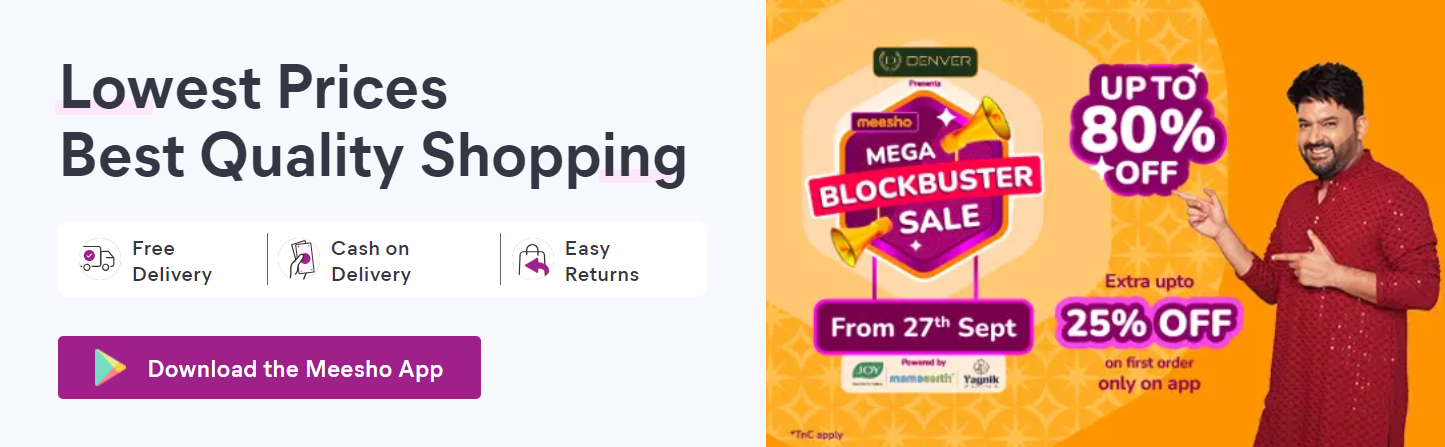 Lowest Prices
Best Quality Shopping
Free
Delivery
Cash on
Delivery
Easy
Returns
Download the Meesho App
DENVER
Presents
meesho
MEGA
BLOCKBUSTER
SALE
From 27th Sept
Powered by
JOY
mamaearth
Yagnik
UP TO
80%
OFF
Extra upto
25% OFF
on first order
only on app
*TnC apply